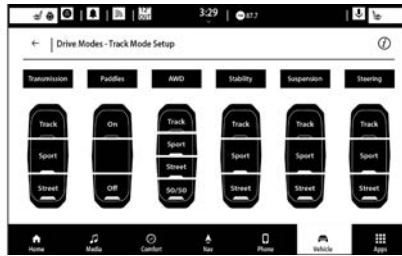 3:29
87.7
Drive Modes - Track Mode Setup
Transmission Paddles AWD Stability Suspension Steering
Track On Track Track Track Track
Sport Sport Sport Sport Sport
Street
Street Off 50/50 Street Street Street
Home Media Comfort Nav Phone Vehicle Apps